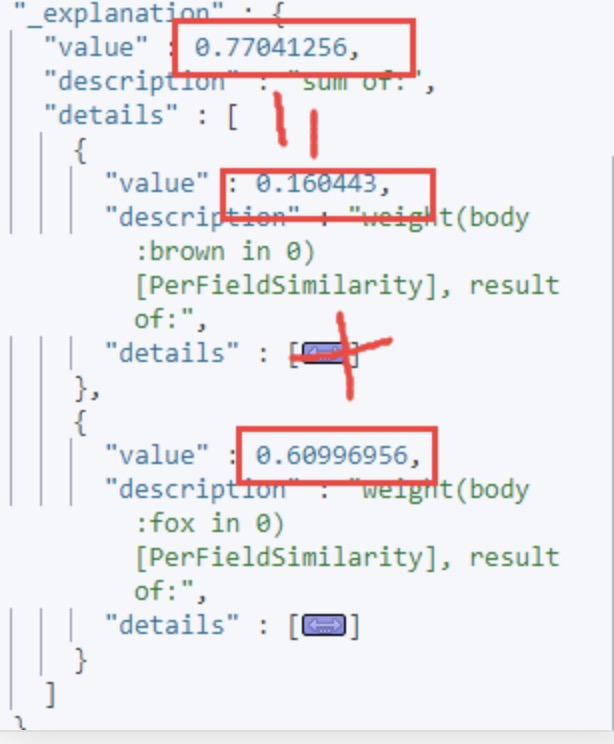 "_explanation" : {
"value" : 0.77041256,
"description" : "sum of:",
"details" : [
{
"value" : 0.160443,
"description" : "weight(body
:brown in 0)
[PerFieldSimilarity], result
of:",
"details" : [
]
},
{
"value" : 0.60996956,
"description" : "weight(body
:fox in 0)
[PerFieldSimilarity], result
of:",
"details" : [
]
}
]
}